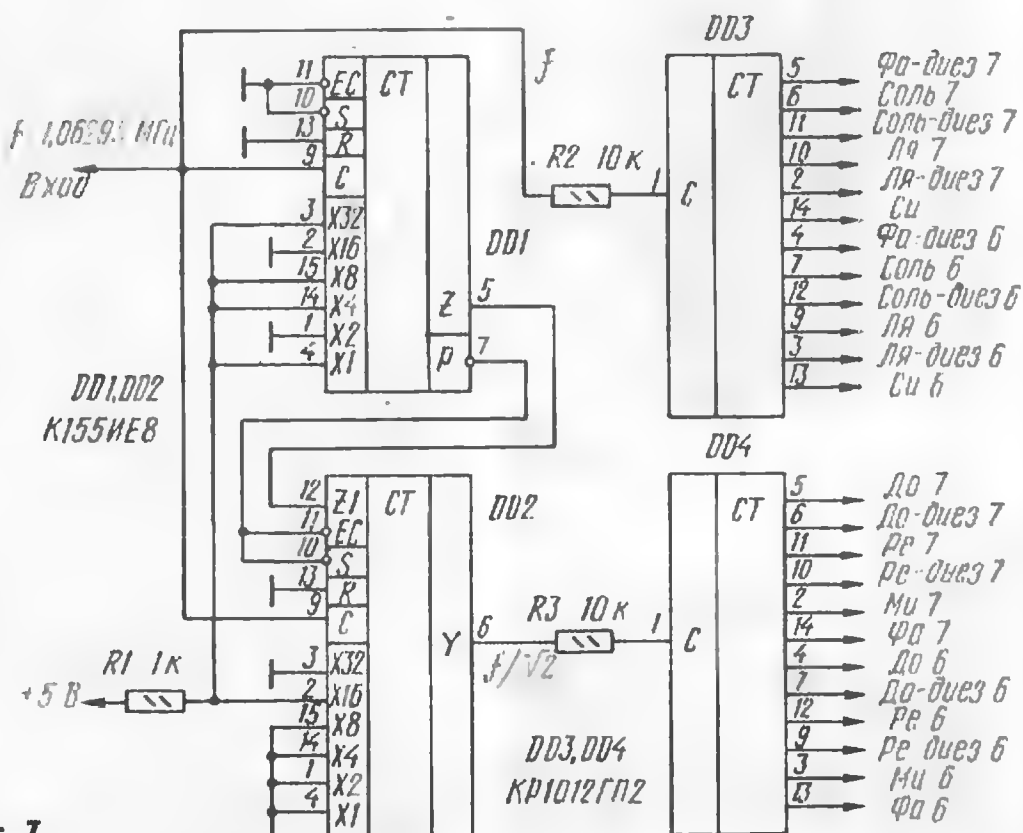 DD3
11 EC CT
10 S
13 R
9 C
МГц
Вход
3 X32
2 X16
15 X8
14 X4
1 X2
4 X1
DD1
Z 5
P 7
f
R2 10 к
1 C CT
5 Фа-диез 7
6 Соль 7
11 Соль-диез 7
10 Ля 7
2 Ля-диез 7
14 Си
4 Фа-диез 6
7 Соль 6
12 Соль-диез 6
9 Ля 6
3 Ля-диез 6
13 Си 6
DD1,DD2
К155ИЕ8
12 Z1 CT
11 EC
10 S
13 R
9 C
3 X32
2 X16
15 X8
14 X4
1 X2
4 X1
DD2
Y 6
R1 1к
+5 В
R3 10 к
f/√2
DD3,DD4
КР1012ГП2
DD4
1 C CT
5 До 7
6 До-диез 7
11 Ре 7
10 Ре-диез 7
2 Ми 7
14 Фа 7
4 До 6
7 До-диез 6
12 Ре 6
9 Ре диез 6
3 Ми 6
13 Фа 6